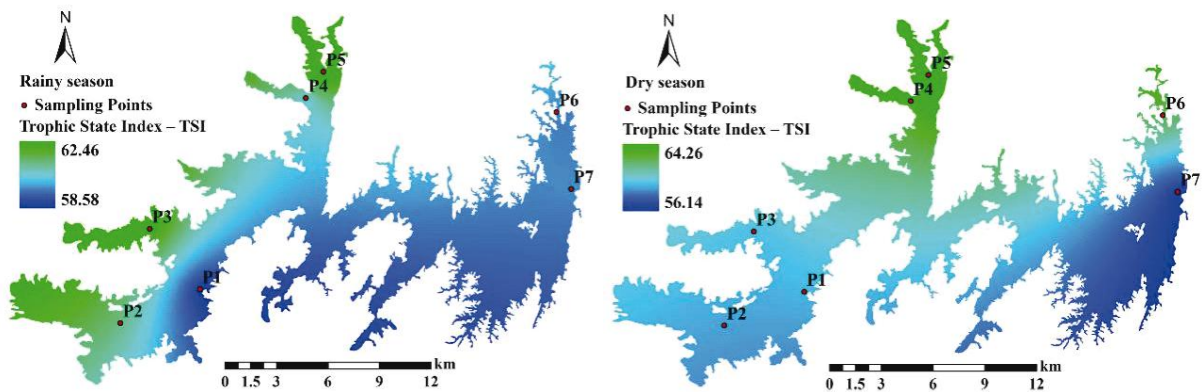 N
Rainy season
Sampling Points
Trophic State Index – TSI
62.46
58.58
P5
P4
P6
P7
P3
P1
P2
km
0 1.5 3 6 9 12
N
Dry season
Sampling Points
Trophic State Index – TSI
64.26
56.14
P5
P4
P6
P7
P3
P1
P2
km
0 1.5 3 6 9 12